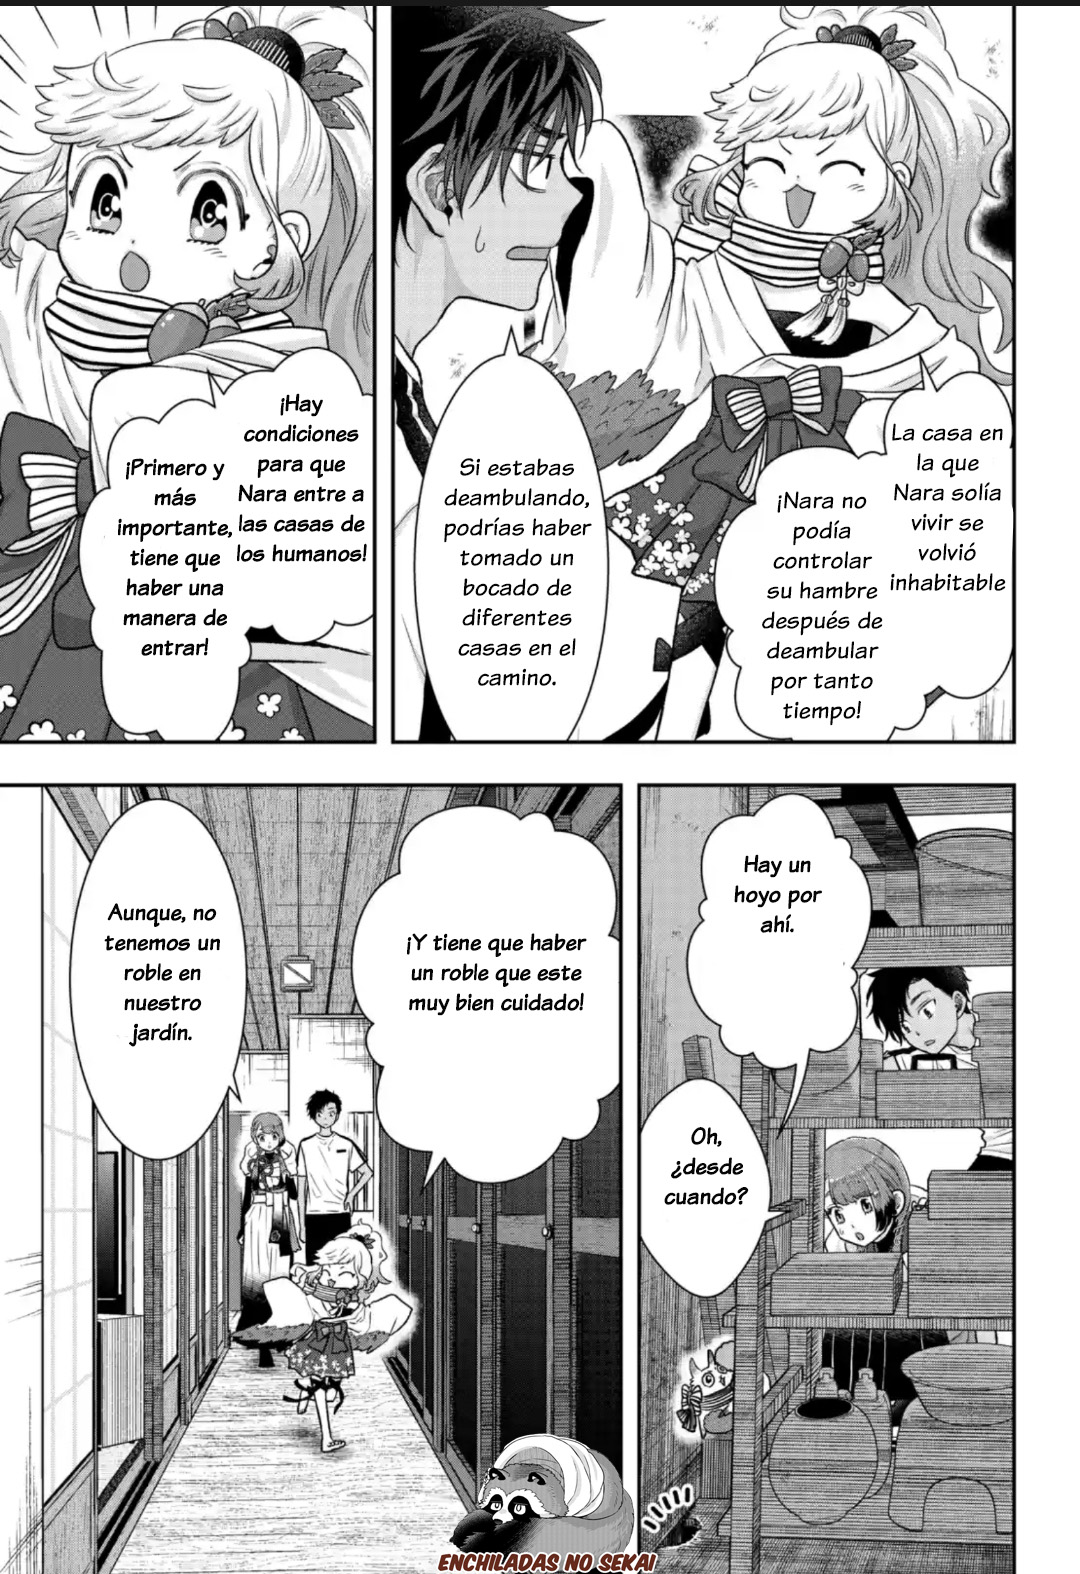 La casa en
la que
Nara solía
vivir se
volvió
inhabitable
¡Nara no
podía
controlar
su hambre
después de
deambular
por tanto
tiempo!
Si estabas
deambulando,
podrías haber
tomado un
bocado de
diferentes
casas en el
camino.
¡Hay
condiciones
para que
Nara entre a
las casas de
los humanos!
¡Primero y
más
importante,
tiene que
haber una
manera de
entrar!
Hay un
hoyo por
ahí.
Oh,
¿desde
cuando?
¡Y tiene que haber
un roble que este
muy bien cuidado!
Aunque, no
tenemos un
roble en
nuestro
jardín.
ENCHILADAS NO SEKAI